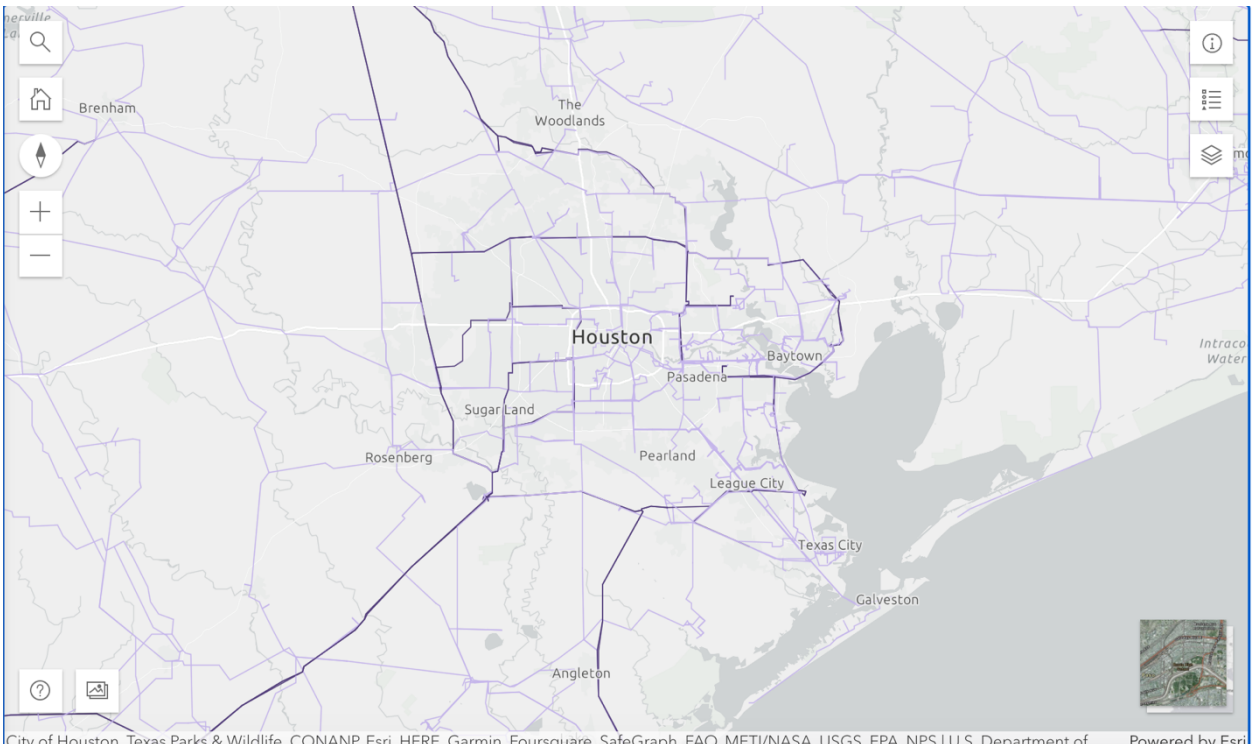 Brenham
The
Woodlands
Houston
Baytown
Pasadena
Sugar Land
Rosenberg
Pearland
League City
Texas City
Galveston
Angleton
Intraco
Water
City of Houston, Texas Parks & Wildlife, CONANP, Esri, HERE, Garmin, Foursquare, SafeGraph, FAO, METI/NASA, USGS, EPA, NPS | U.S. Department of
Powered by Esri